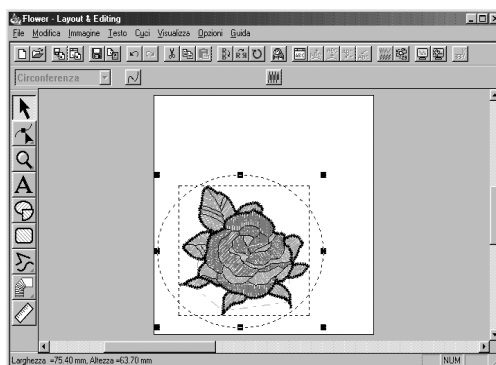 Flower - Layout & Editing
File Modifica Immagine Testo Cuci Visualizza Opzioni Guida
Circonferenza
A
Larghezza =75.40 mm, Altezza =63.70 mm NUM